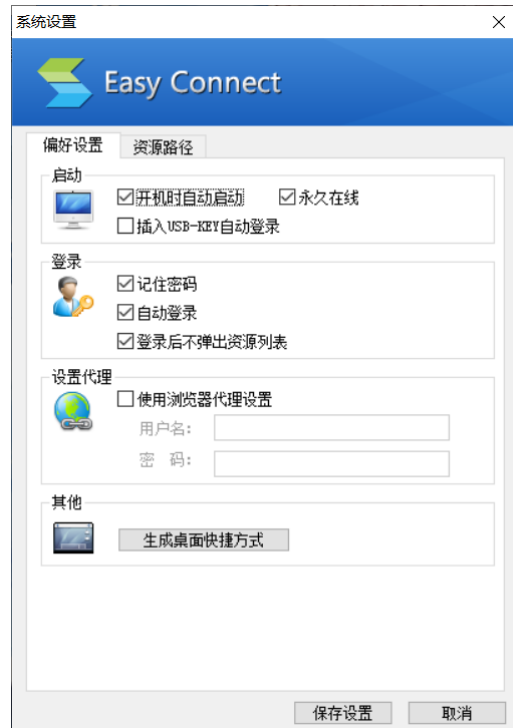 系统设置
Easy Connect
偏好设置 资源路径
启动
开机时自动启动 永久在线
插入USB-KEY自动登录
登录
记住密码
自动登录
登录后不弹出资源列表
设置代理
使用浏览器代理设置
用户名:
密 码:
其他
生成桌面快捷方式
保存设置 取消